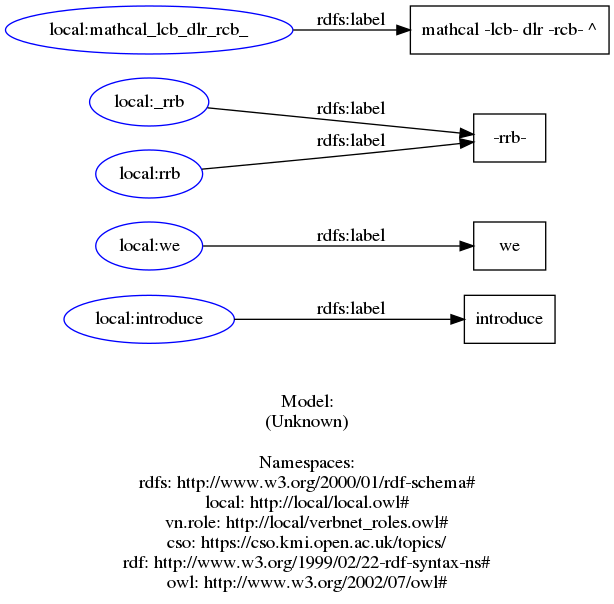 local:mathcal_lcb_dlr_rcb_ rdfs:label mathcal -lcb- dlr -rcb- ^
local:_rrb rdfs:label
-rrb-
local:rrb rdfs:label
local:we rdfs:label we
local:introduce rdfs:label introduce
Model:
(Unknown)
Namespaces:
rdfs: http://www.w3.org/2000/01/rdf-schema#
local: http://local/local.owl#
vn.role: http://local/verbnet_roles.owl#
cso: https://cso.kmi.open.ac.uk/topics/
rdf: http://www.w3.org/1999/02/22-rdf-syntax-ns#
owl: http://www.w3.org/2002/07/owl#